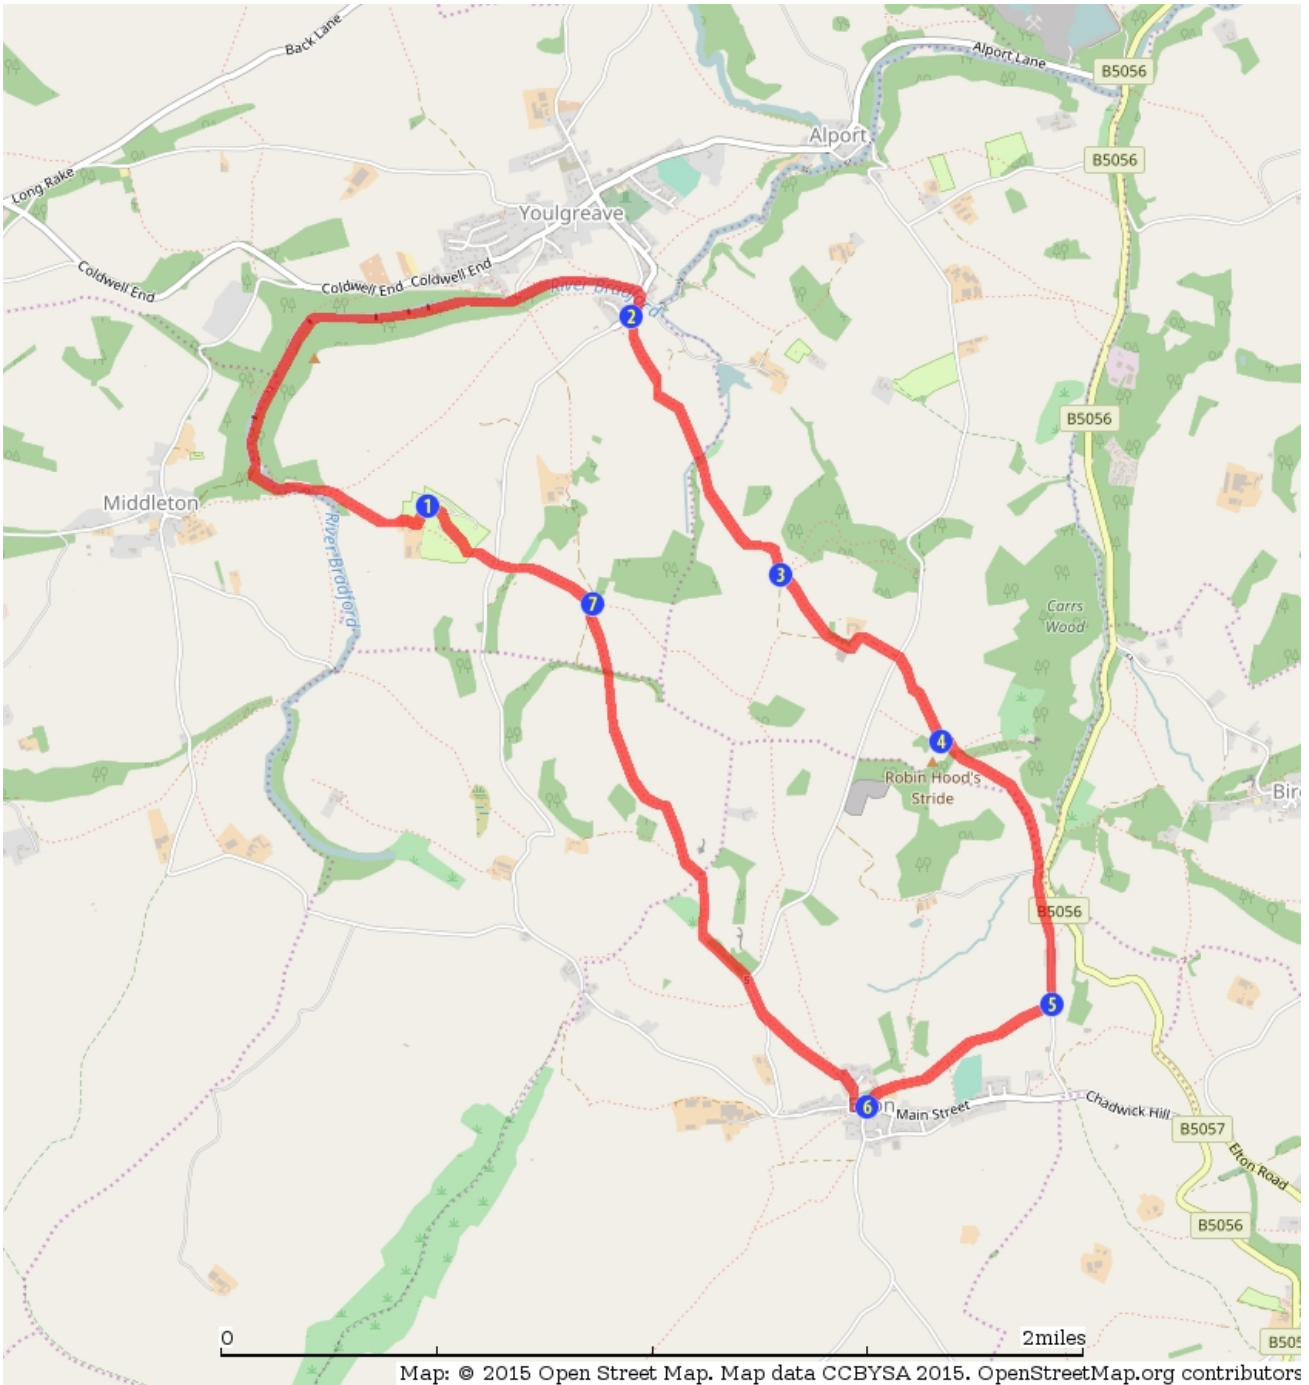 Back Lane
Alport Lane
B5056
Alport
B5056
Long Rake
Youlgreave
Coldwell End
Coldwell End
Coldwell End
River Bradford
2
B5056
Middleton
1
River Bradford
3
7
Carrs
Wood
4
Robin Hood's
Stride
B5056
5
6
Main Street
Chadwick Hill
B5057
Elton Road
B5056
0
2miles
Map: © 2015 Open Street Map. Map data CCBYSA 2015. OpenStreetMap.org contributors